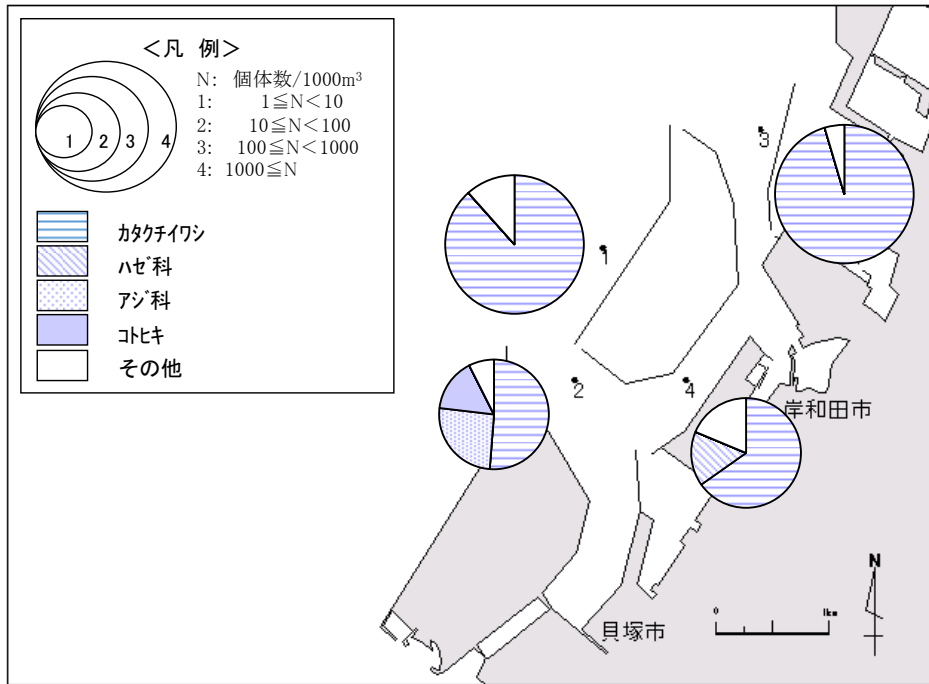 ＜凡 例＞
N: 個体数/1000m³
1: 1≦N<10
2: 10≦N<100
3: 100≦N<1000
4: 1000≦N
1 2 3 4
ｶﾀｸﾁｲﾜｼ
ﾊｾﾞ科
ｱｼﾞ科
ｺﾄﾋｷ
その他
3
1
2
4
岸和田市
貝塚市
0 1km
N